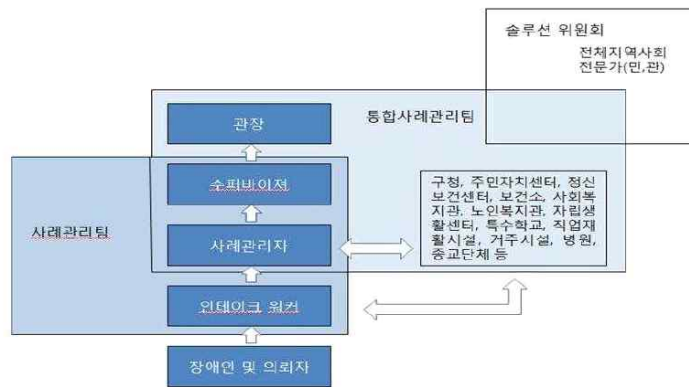 솔루션 위원회
전체지역사회
전문가(민,관)
통합사례관리팀
관장
수퍼바이져
사례관리팀
사례관리자
인테이크 워커
장애인 및 의뢰자
구청, 주민자치센터, 정신
보건센터, 보건소, 사회복
지관, 노인복지관, 자립생
활센터, 특수학교, 직업재
활시설, 거주시설, 병원,
종교단체 등